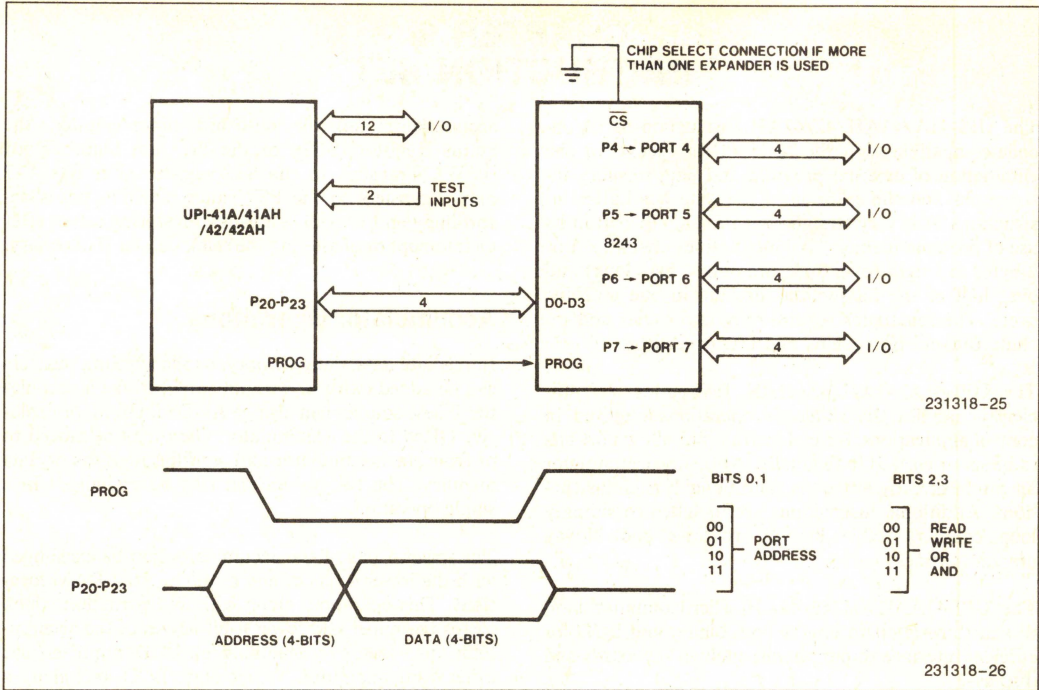 CHIP SELECT CONNECTION IF MORE
THAN ONE EXPANDER IS USED
CS
12 I/O
P4 → PORT 4 4 I/O
2 TEST
INPUTS
UPI-41A/41AH
/42/42AH
P5 → PORT 5 4 I/O
8243
P6 → PORT 6 4 I/O
P20-P23 4 D0-D3
P7 → PORT 7 4 I/O
PROG PROG
231318-25
PROG
BITS 0,1 BITS 2,3
00 00 READ
01 PORT 01 WRITE
10 ADDRESS 10 OR
11 11 AND
P20-P23
ADDRESS (4-BITS) DATA (4-BITS)
231318-26